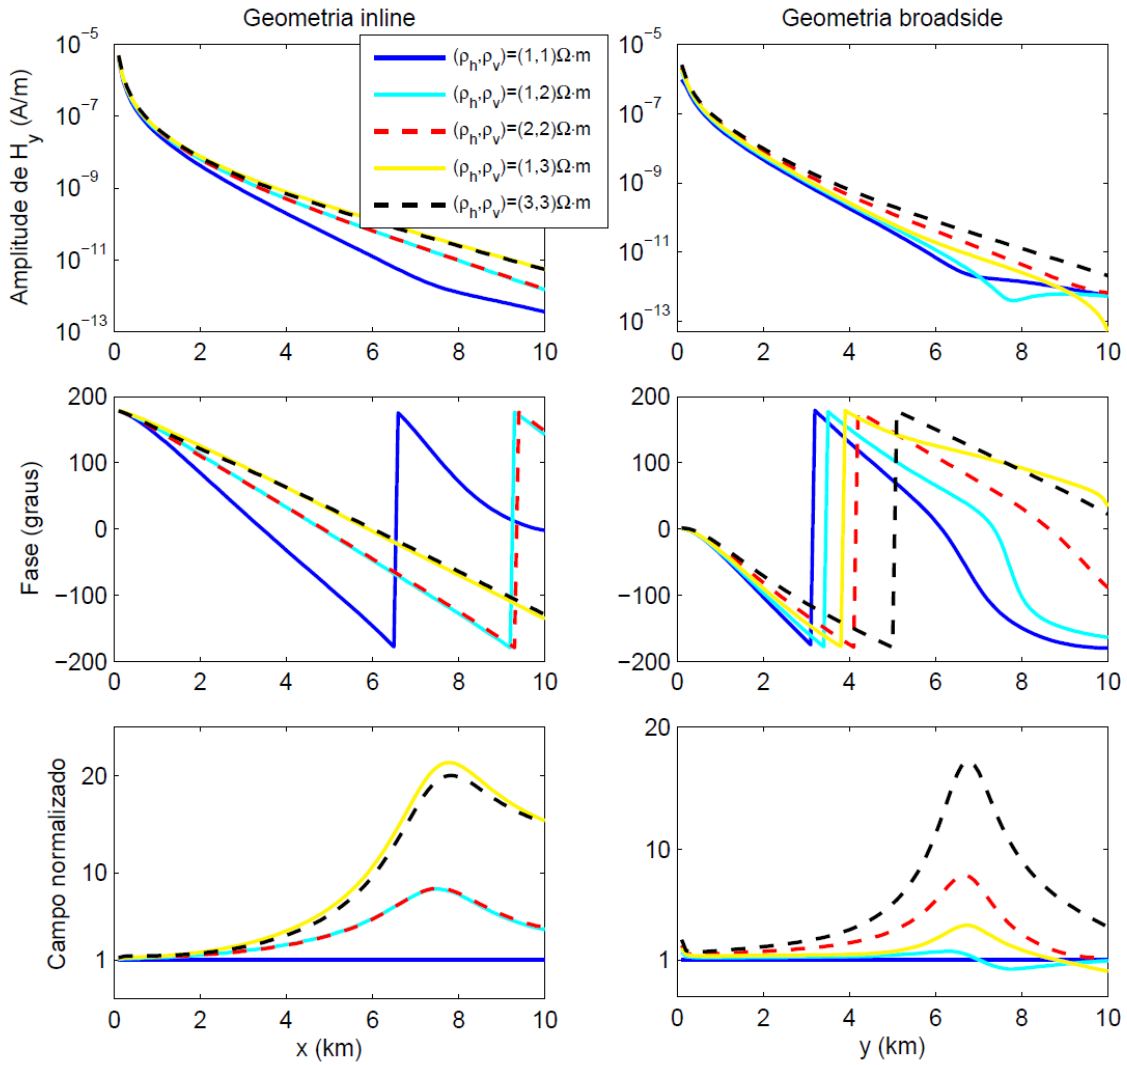 Geometria inline
Geometria broadside
(ρh,ρv)=(1,1)Ω·m
(ρh,ρv)=(1,2)Ω·m
(ρh,ρv)=(2,2)Ω·m
(ρh,ρv)=(1,3)Ω·m
(ρh,ρv)=(3,3)Ω·m
Amplitude de Hy (A/m)
10−5
10−7
10−9
10−11
10−13
0 2 4 6 8 10
10−5
10−7
10−9
10−11
10−13
0 2 4 6 8 10
Fase (graus)
200
100
0
−100
−200
0 2 4 6 8 10
200
100
0
−100
−200
0 2 4 6 8 10
Campo normalizado
20
10
1
0 2 4 6 8 10
x (km)
20
10
1
0 2 4 6 8 10
y (km)